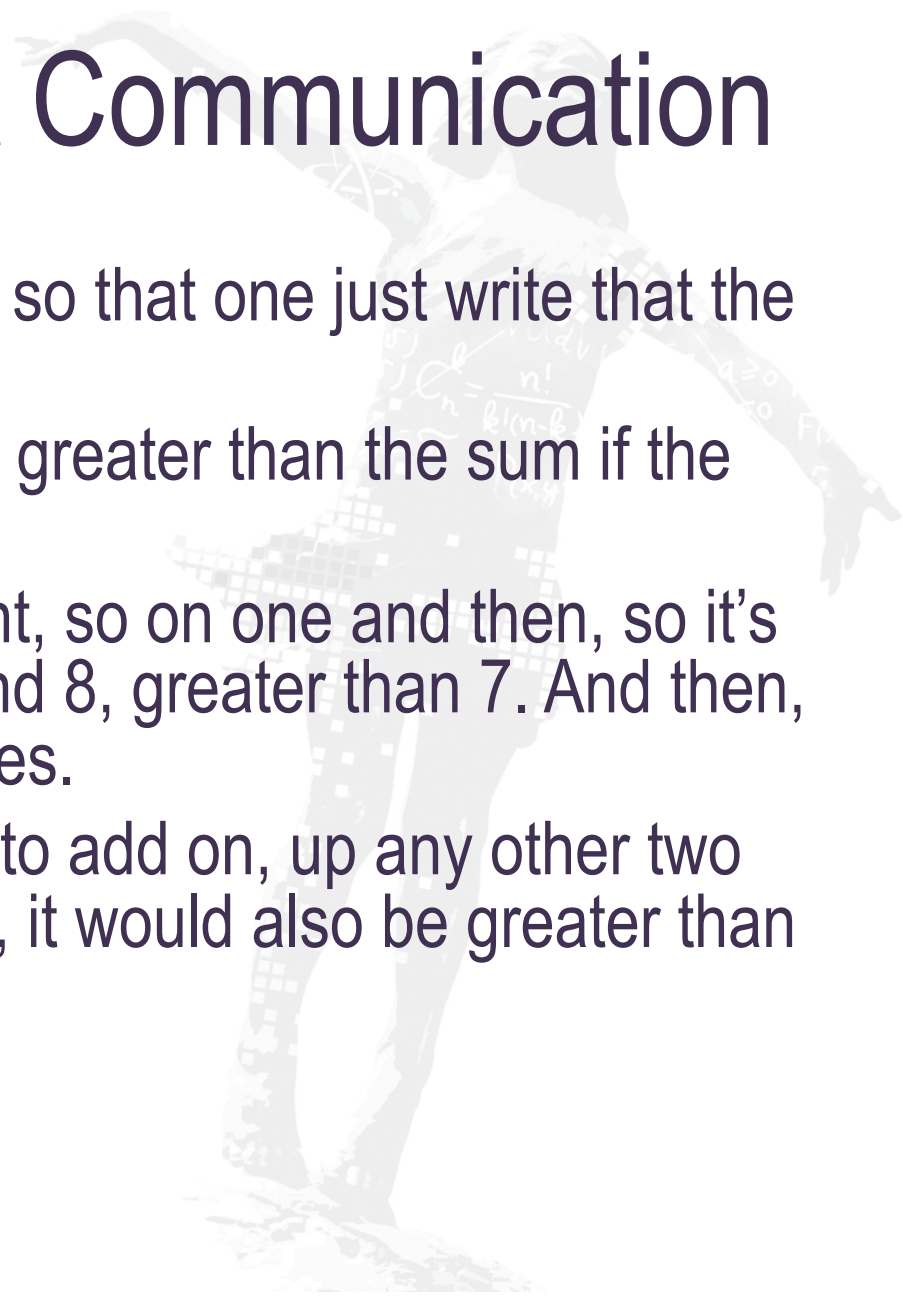 Communication
so that one just write that the
greater than the sum if the
nt, so on one and then, so it’s
nd 8, greater than 7. And then,
es.
to add on, up any other two
, it would also be greater than
n!
k!(n-k)